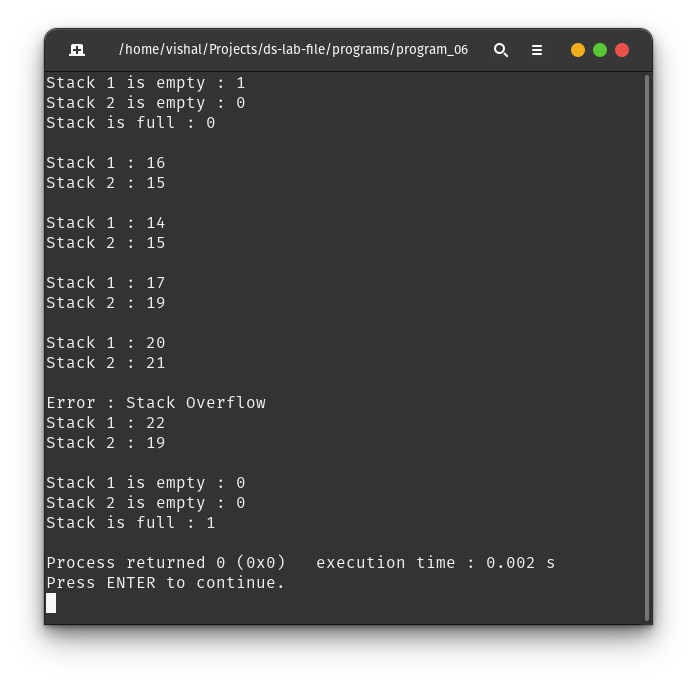 /home/vishal/Projects/ds-lab-file/programs/program_06
Stack 1 is empty : 1
Stack 2 is empty : 0
Stack is full : 0
Stack 1 : 16
Stack 2 : 15
Stack 1 : 14
Stack 2 : 15
Stack 1 : 17
Stack 2 : 19
Stack 1 : 20
Stack 2 : 21
Error : Stack Overflow
Stack 1 : 22
Stack 2 : 19
Stack 1 is empty : 0
Stack 2 is empty : 0
Stack is full : 1
Process returned 0 (0x0)   execution time : 0.002 s
Press ENTER to continue.